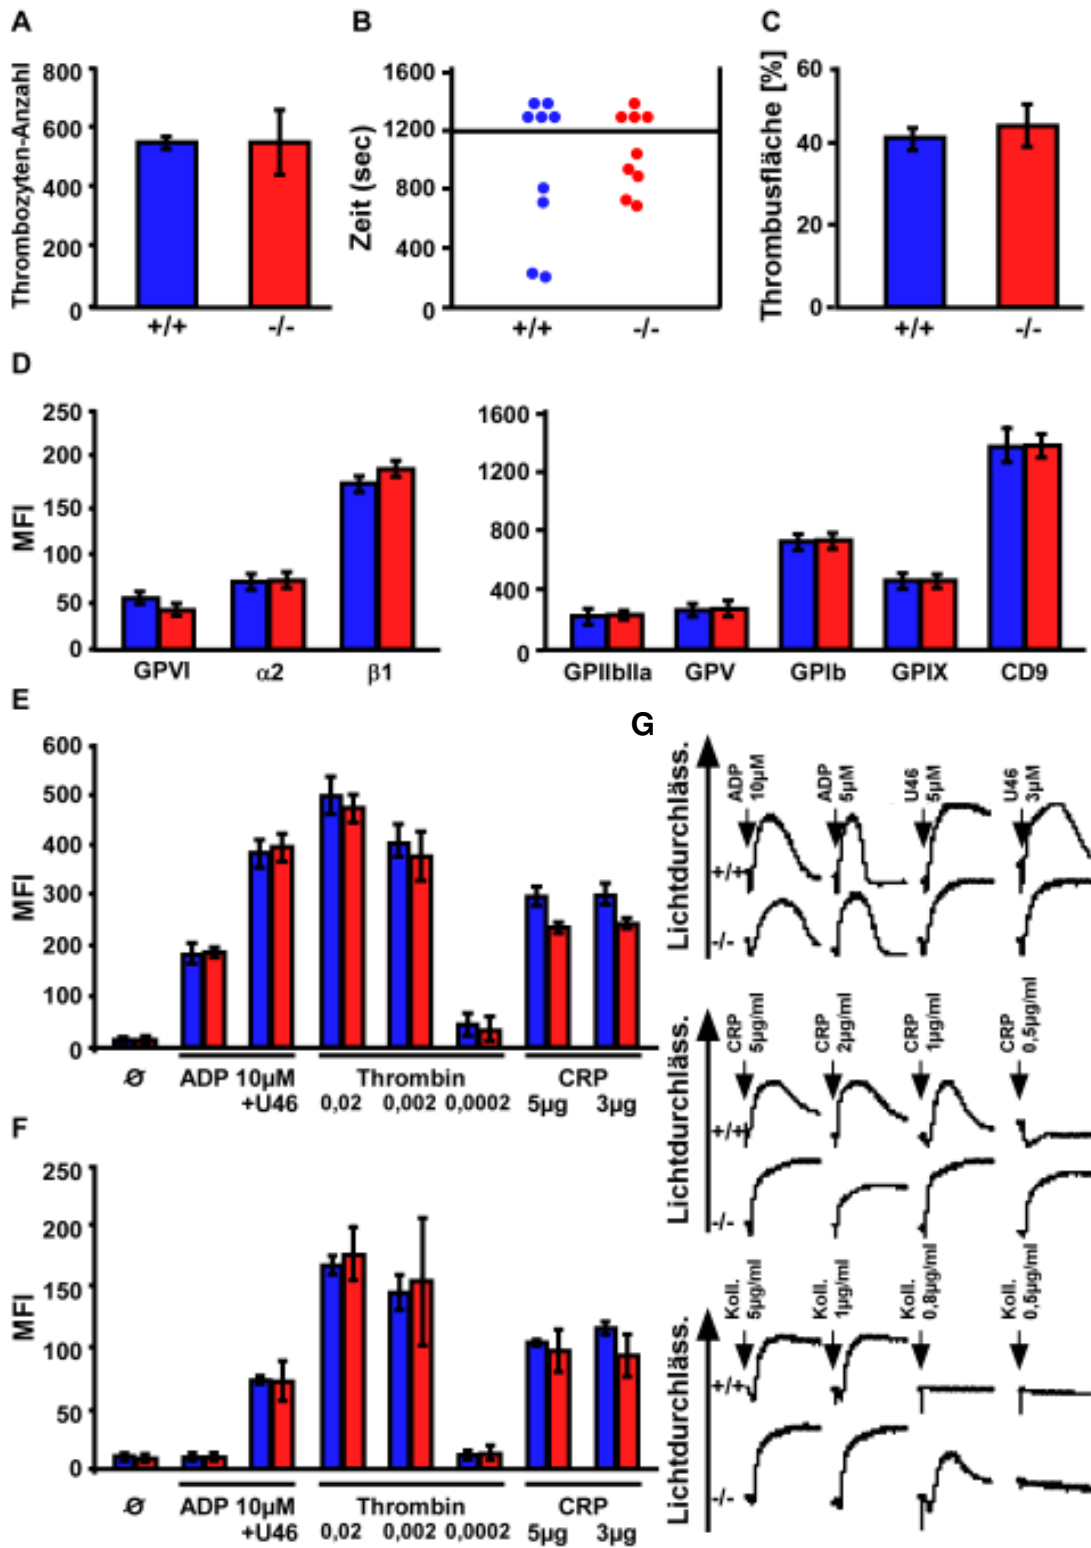 A
Thrombozyten-Anzahl
800
600
400
200
0
+/+
-/-
B
Zeit (sec)
1600
1200
800
400
0
+/+
-/-
C
Thrombusfläche [%]
60
40
20
0
+/+
-/-
D
MFI
250
200
150
100
50
0
GPVI
α2
β1
1600
1200
800
400
0
GPIIbIIa
GPV
GPIb
GPIX
CD9
E
MFI
600
500
400
300
200
100
0
Ø
ADP 10µM
+U46
Thrombin
0,02
0,002
0,0002
CRP
5µg
3µg
F
MFI
250
200
150
100
50
0
Ø
ADP 10µM
+U46
Thrombin
0,02
0,002
0,0002
CRP
5µg
3µg
G
Lichtdurchläss.
ADP
10µM
ADP
5µM
U46
5µM
U46
3µM
+/+
-/-
Lichtdurchläss.
CRP
5µg/ml
CRP
2µg/ml
CRP
1µg/ml
CRP
0,5µg/ml
+/+
-/-
Lichtdurchläss.
Koll.
5µg/ml
Koll.
1µg/ml
Koll.
0,8µg/ml
Koll.
0,5µg/ml
+/+
-/-